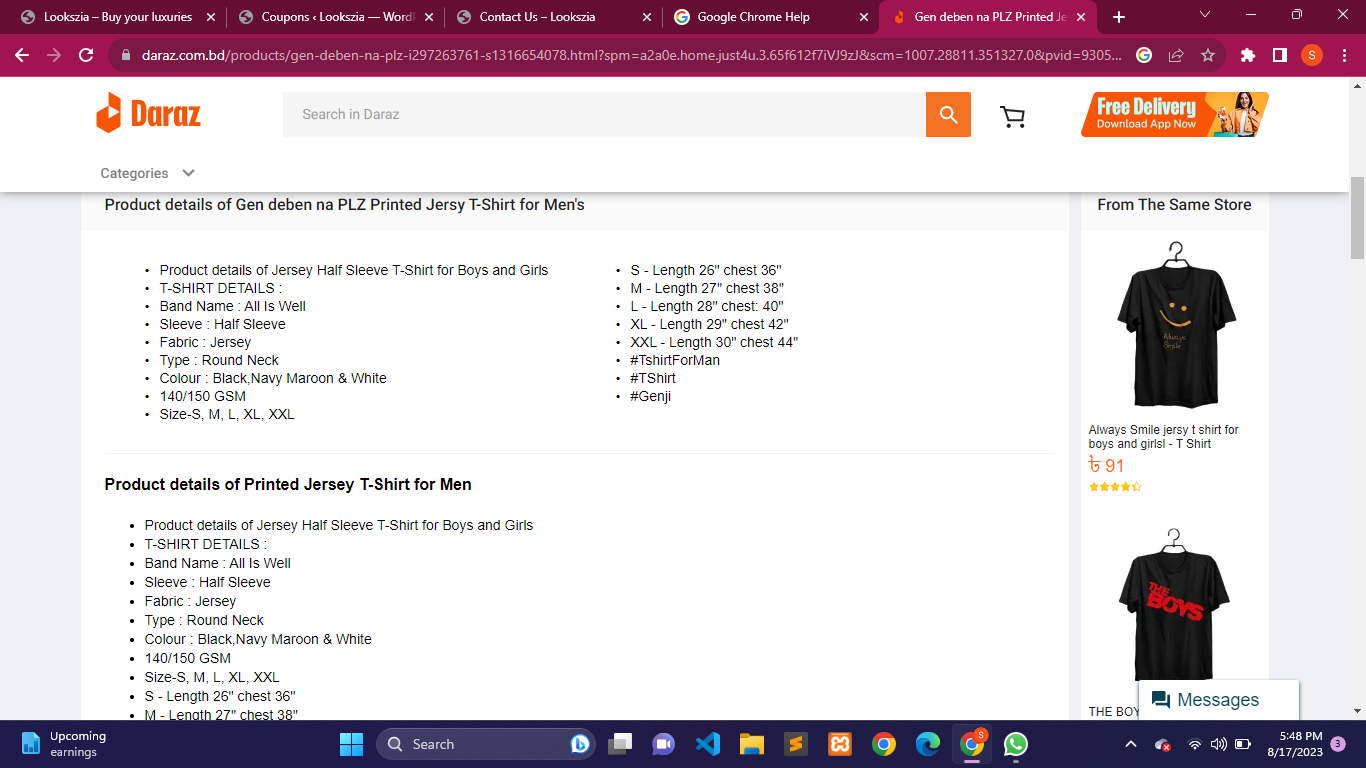 Lookszia – Buy your luxuries
Coupons ‹ Lookszia — Word
Contact Us – Lookszia
Google Chrome Help
Gen deben na PLZ Printed Je
daraz.com.bd/products/gen-deben-na-plz-i297263761-s1316654078.html?spm=a2a0e.home.just4u.3.65f612f7iVJ9zJ&scm=1007.28811.351327.0&pvid=9305...
S
Daraz
Search in Daraz
Free Delivery
Download App Now
Categories
Product details of Gen deben na PLZ Printed Jersy T-Shirt for Men's
• Product details of Jersey Half Sleeve T-Shirt for Boys and Girls
• T-SHIRT DETAILS :
• Band Name : All Is Well
• Sleeve : Half Sleeve
• Fabric : Jersey
• Type : Round Neck
• Colour : Black,Navy Maroon & White
• 140/150 GSM
• Size-S, M, L, XL, XXL
• S - Length 26" chest 36"
• M - Length 27" chest 38"
• L - Length 28" chest: 40"
• XL - Length 29" chest 42"
• XXL - Length 30" chest 44"
• #TshirtForMan
• #TShirt
• #Genji
Product details of Printed Jersey T-Shirt for Men
• Product details of Jersey Half Sleeve T-Shirt for Boys and Girls
• T-SHIRT DETAILS :
• Band Name : All Is Well
• Sleeve : Half Sleeve
• Fabric : Jersey
• Type : Round Neck
• Colour : Black,Navy Maroon & White
• 140/150 GSM
• Size-S, M, L, XL, XXL
• S - Length 26" chest 36"
• M - Length 27" chest 38"
From The Same Store
Always
Smile
Always Smile jersy t shirt for
boys and girlsl - T Shirt
৳ 91
THE
BOYS
THE BOY
Messages
Upcoming
earnings
Search
S
5:48 PM
8/17/2023
3